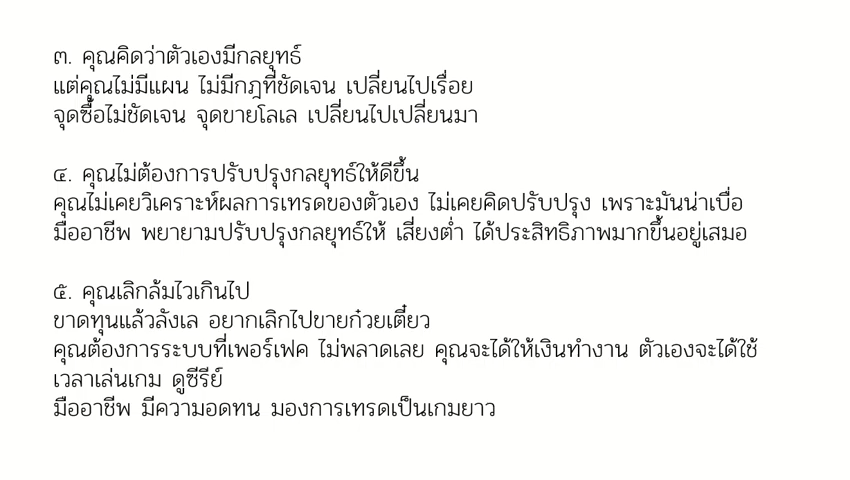 ๓. คุณคิดว่าตัวเองมีกลยุทธ์
แต่คุณไม่มีแผน ไม่มีกฎที่ชัดเจน เปลี่ยนไปเรื่อย
จุดซื้อไม่ชัดเจน จุดขายโลเล เปลี่ยนไปเปลี่ยนมา
๔. คุณไม่ต้องการปรับปรุงกลยุทธ์ให้ดีขึ้น
คุณไม่เคยวิเคราะห์ผลการเทรดของตัวเอง ไม่เคยคิดปรับปรุง เพราะมันน่าเบื่อ
มืออาชีพ พยายามปรับปรุงกลยุทธ์ให้ เสี่ยงต่ำ ได้ประสิทธิภาพมากขึ้นอยู่เสมอ
๕. คุณเลิกล้มไวเกินไป
ขาดทุนแล้วลังเล อยากเลิกไปขายก๋วยเตี๋ยว
คุณต้องการระบบที่เพอร์เฟค ไม่พลาดเลย คุณจะได้ให้เงินทำงาน ตัวเองจะได้ใช้
เวลาเล่นเกม ดูซีรีย์
มืออาชีพ มีความอดทน มองการเทรดเป็นเกมยาว